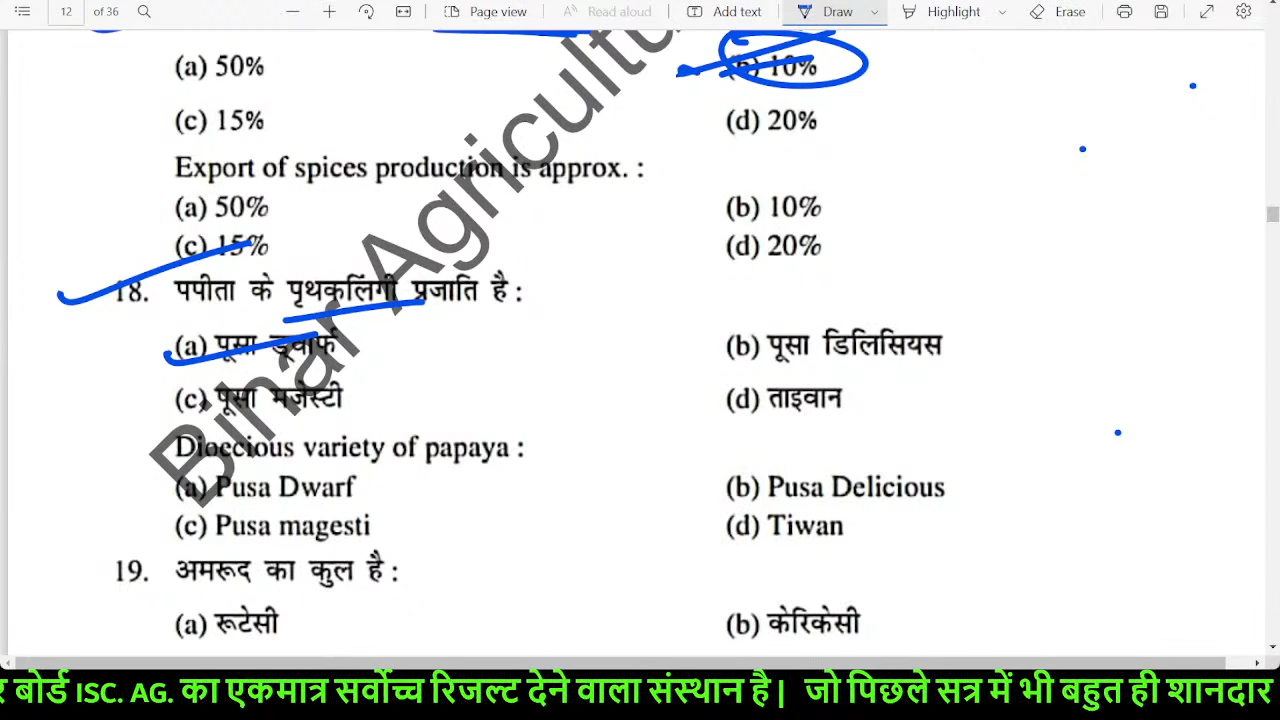 12 of 36 Page view Read aloud Add text Draw Highlight Erase
(a) 50% (b) 10%
(c) 15% (d) 20%
Export of spices production is approx. :
(a) 50% (b) 10%
(c) 15% (d) 20%
18. पपीता के पृथकलिंगी प्रजाति है :
(a) पूसा ड्वार्फ (b) पूसा डिलिसियस
(c) पूसा मजेस्टी (d) ताइवान
Dioecious variety of papaya :
(a) Pusa Dwarf (b) Pusa Delicious
(c) Pusa magesti (d) Tiwan
19. अमरूद का कुल है :
(a) रूटेसी (b) केरिकेसी
Bihar Agricultu
र बोर्ड ISC. AG. का एकमात्र सर्वोच्च रिजल्ट देने वाला संस्थान है | जो पिछले सत्र में भी बहुत ही शानदार